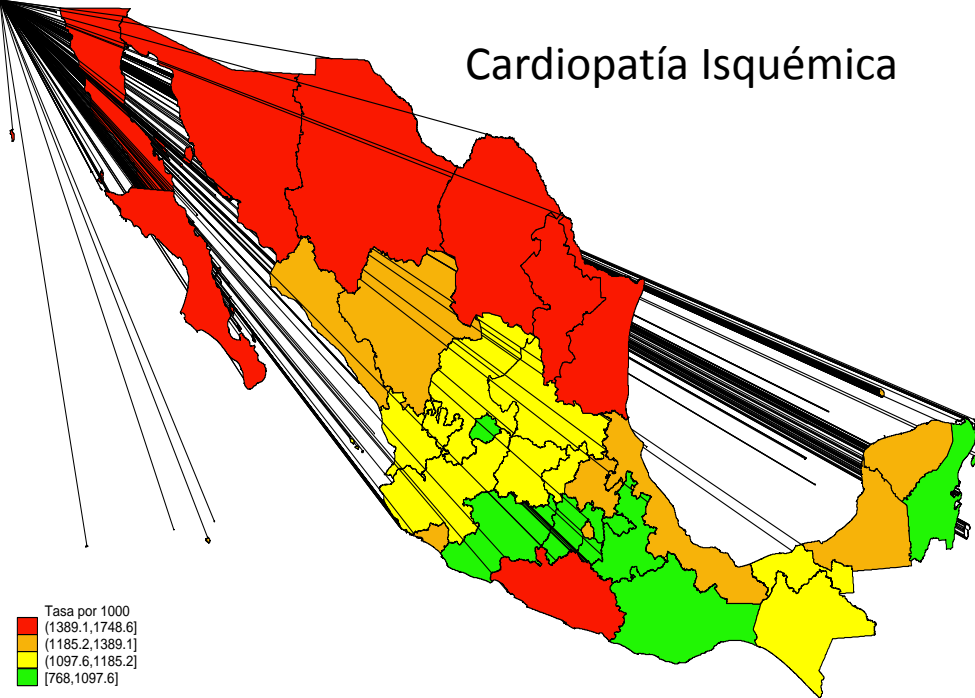 Cardiopatía Isquémica
Tasa por 1000
(1389.1,1748.6]
(1185.2,1389.1]
(1097.6,1185.2]
[768,1097.6]